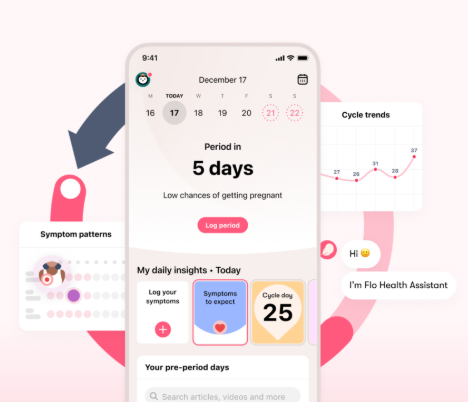 9:41
December 17
M TODAY W T F S S
16 17 18 19 20 21 22
Period in
5 days
Low chances of getting pregnant
Log period
My daily insights • Today
Log your
symptoms
Symptoms
to expect
Cycle day
25
Your pre-period days
Search articles, videos and more
Symptom patterns
Cycle trends
27 26 31 28 37
Hi 😊
I'm Flo Health Assistant